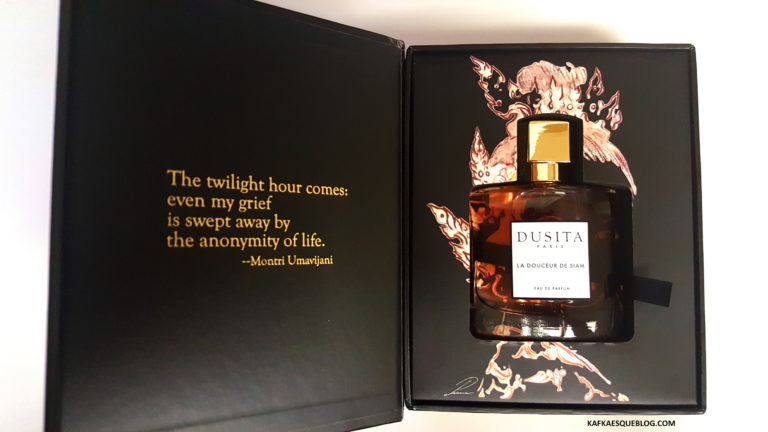 The twilight hour comes:
even my grief
is swept away by
the anonymity of life.
--Montri Umavijani
DUSITA
PARIS
LA DOUCEUR DE SIAM
EAU DE PARFUM
KAFKAESQUEBLOG.COM